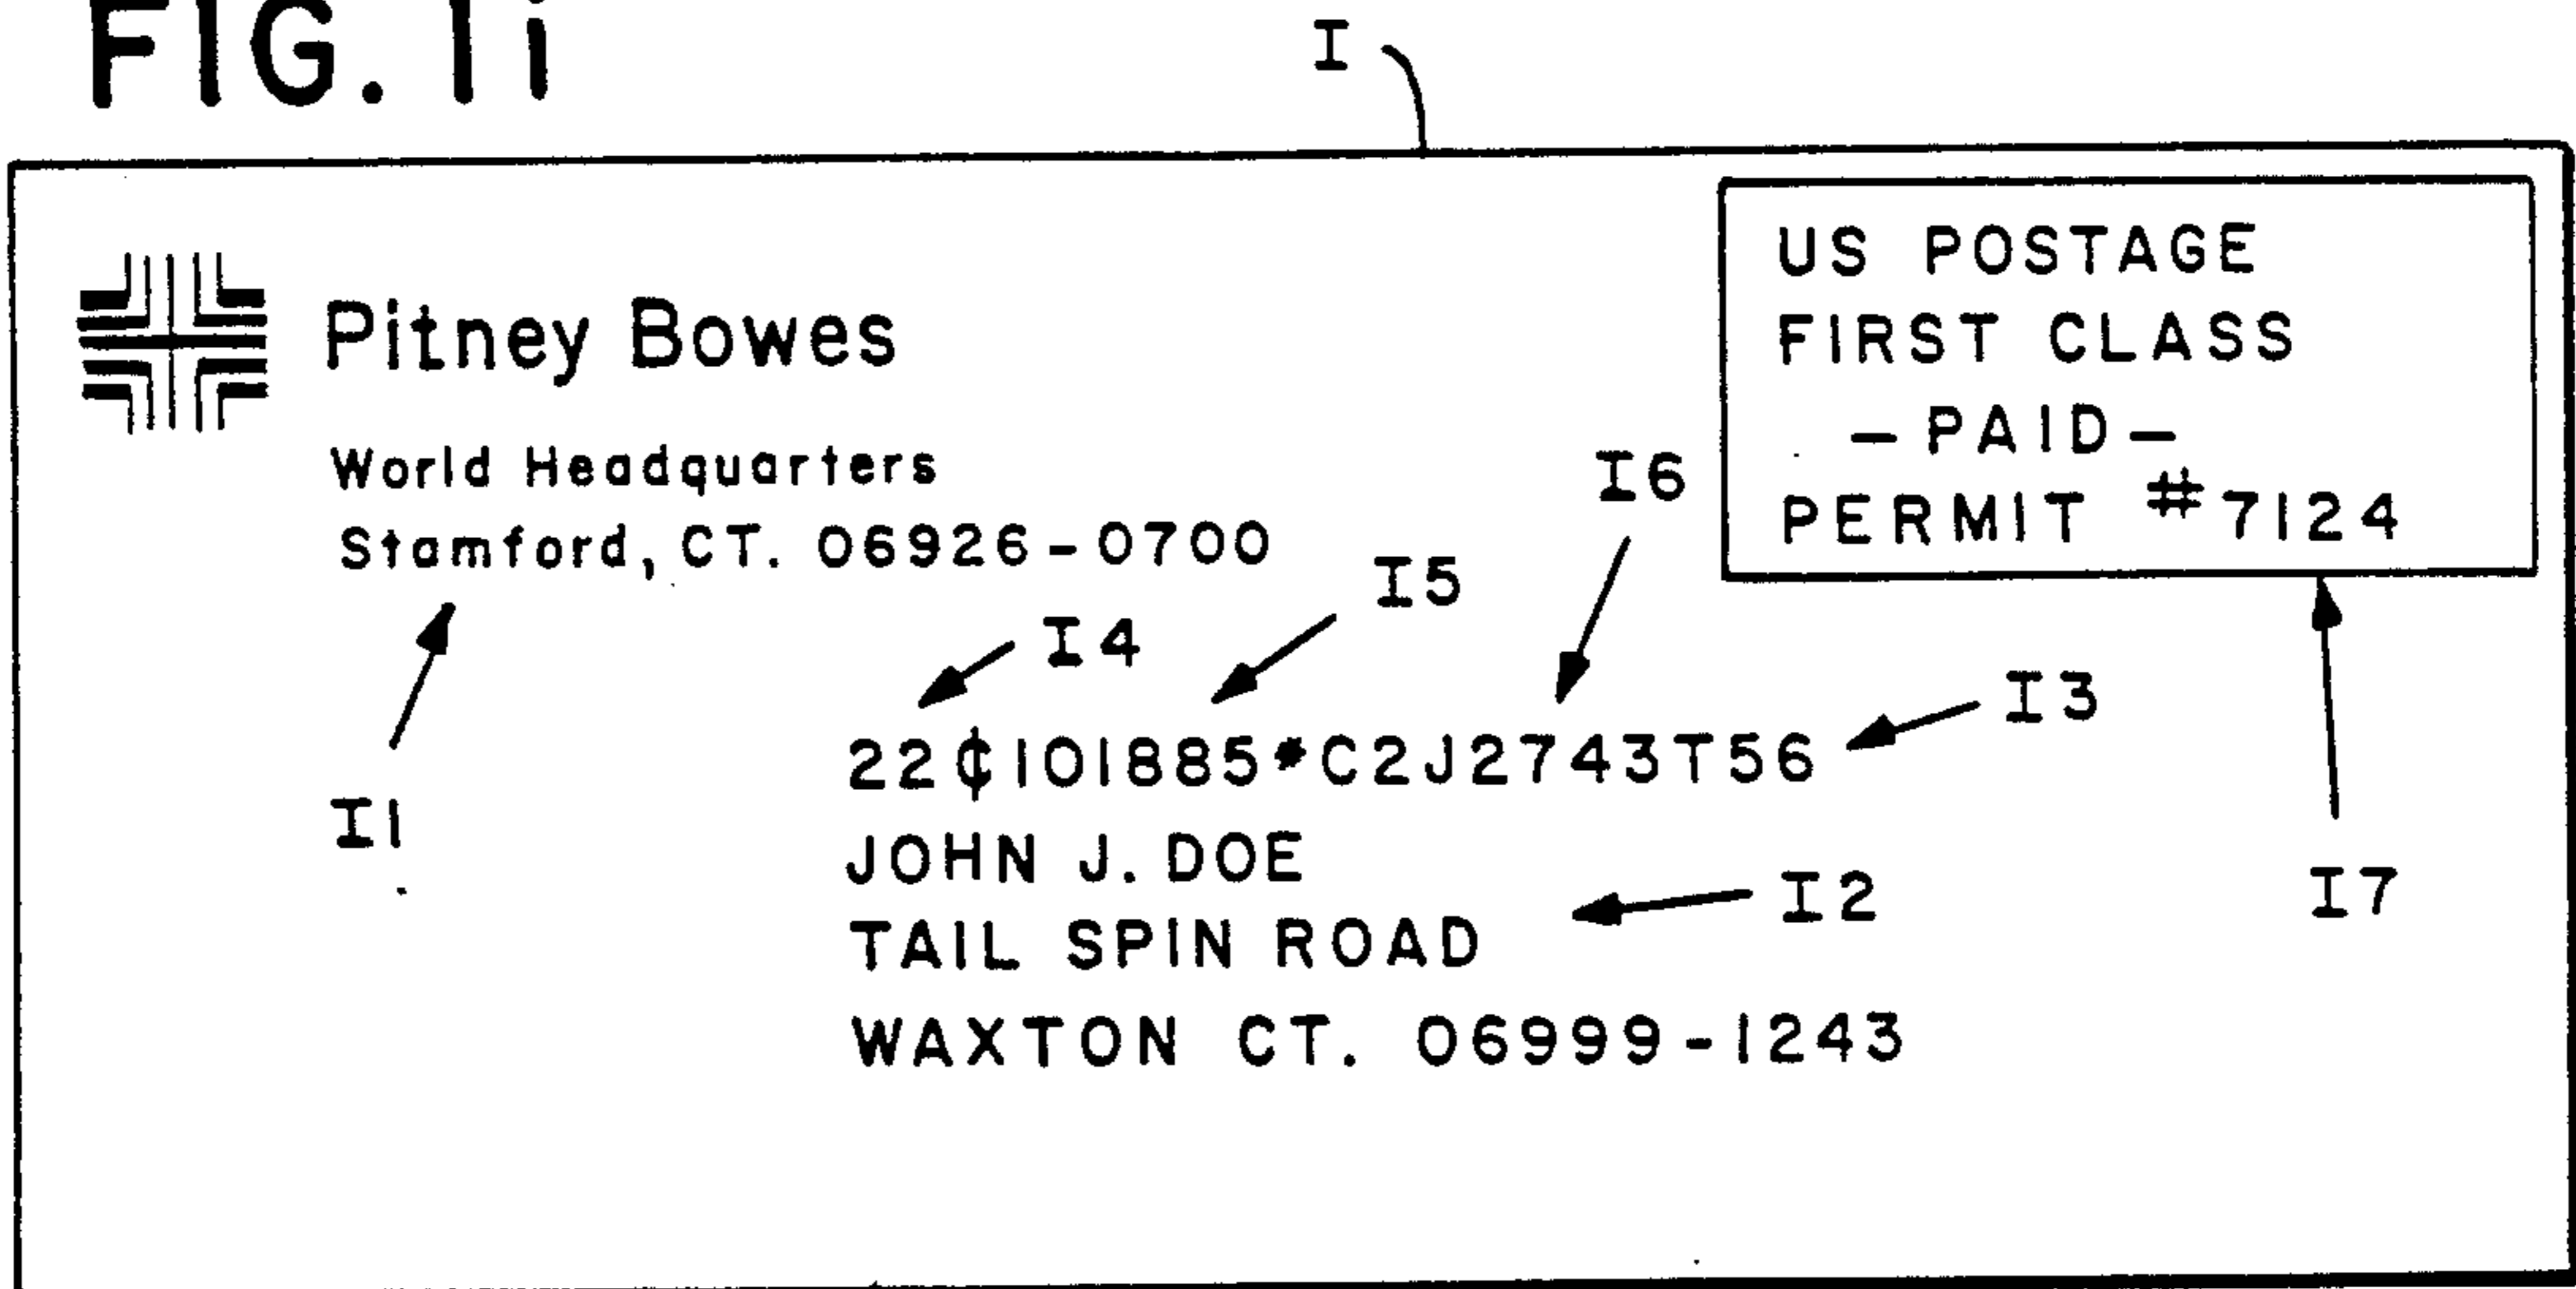 FIG. 1i
I
Pitney Bowes
World Headquarters
Stamford, CT. 06926-0700
US POSTAGE
FIRST CLASS
- PAID -
PERMIT #7124
I6
I5
I4
I3
22¢101885*C2J2743T56
I1
JOHN J. DOE
TAIL SPIN ROAD
I2
I7
WAXTON CT. 06999-1243